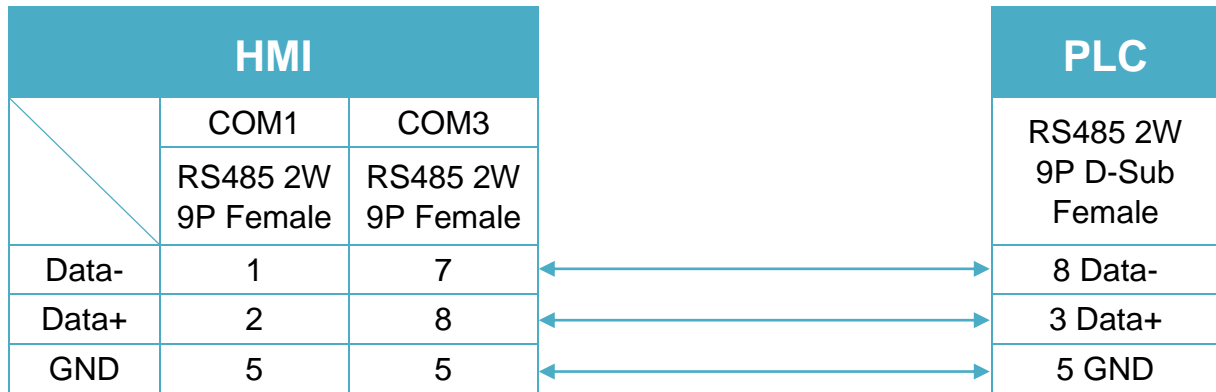 HMI PLC
COM1 COM3
RS485 2W
9P D-Sub
Female
RS485 2W
9P Female
RS485 2W
9P Female
Data- 1 7 8 Data-
Data+ 2 8 3 Data+
GND 5 5 5 GND